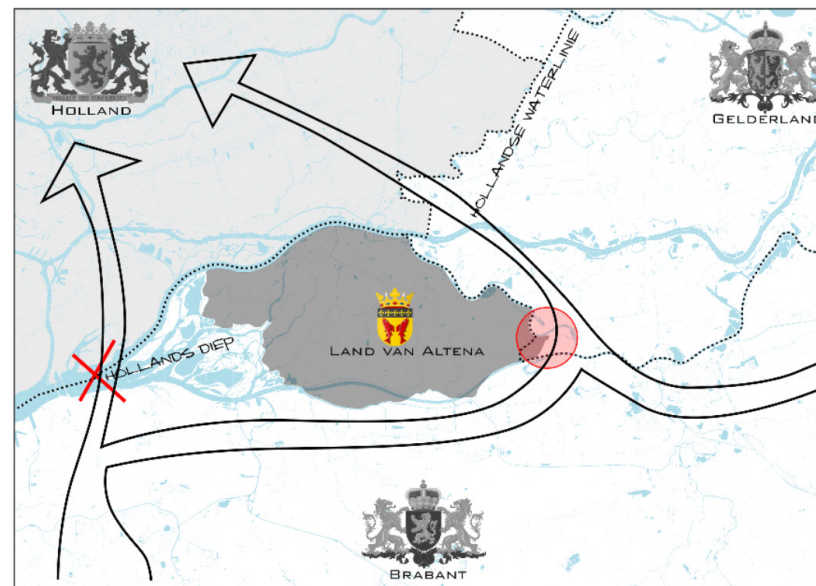 HOLLAND
GELDERLAND
HOLLANDSE WATERLINIE
LAND VAN ALTENA
HOLLANDS DIEP
BRABANT